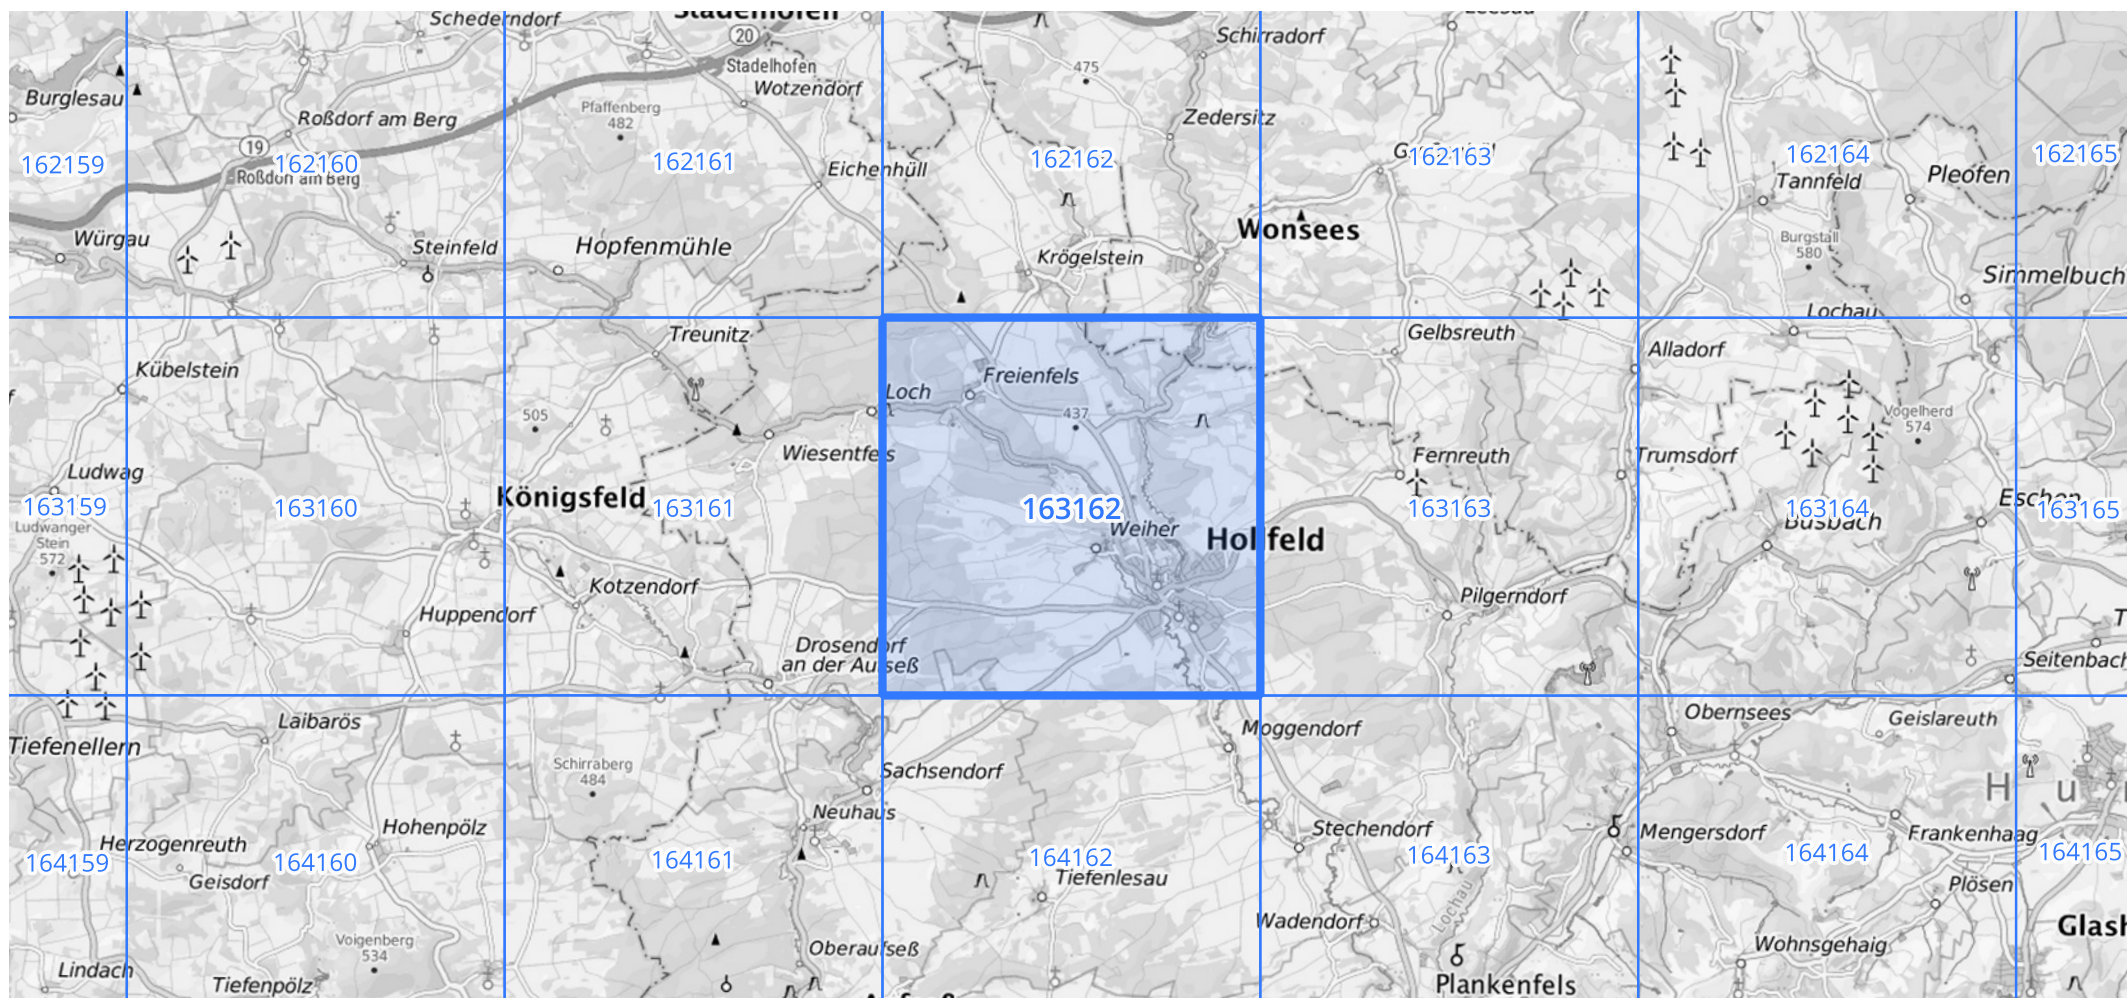 Schederndorf
Stadelhofen
20
Stadelhofen
Wotzendorf
Schirradorf
475
Burglesau
Roßdorf am Berg
Pfaffenberg
482
Zedersitz
19
162159
162160
Roßdorf am Berg
162161
Eichenhüll
162162
162163
162164
Tannfeld
Pleofen
162165
Würgau
Steinfeld
Hopfenmühle
Krögelstein
Wonsees
Burgstall
580
Simmelbuch
Lochau
Treunitz
Gelbsreuth
Alladorf
Kübelstein
Loch
Freienfels
505
437
Vogelherd
574
Wiesentfels
Fernreuth
Trumsdorf
Ludwag
163159
163160
Königsfeld
163161
163162
163163
163164
Eschen
163165
Ludwanger
Stein
572
Weiher
Hollfeld
Busbach
Kotzendorf
Huppendorf
Pilgerndorf
Drosendorf
an der Aufseß
Seitenbach
Laibarös
Moggendorf
Obernsees
Geislareuth
Tiefenellern
Schirraberg
484
Sachsendorf
H u
Neuhaus
Herzogenreuth
Hohenpölz
Stechendorf
Mengersdorf
Frankenhaag
164159
164160
164161
164162
164163
164164
164165
Geisdorf
Tiefenlesau
Plösen
Lochau
Wadendorf
Glash
Voigenberg
534
Oberaufseß
Wohnsgehaig
Lindach
Tiefenpölz
Plankenfels